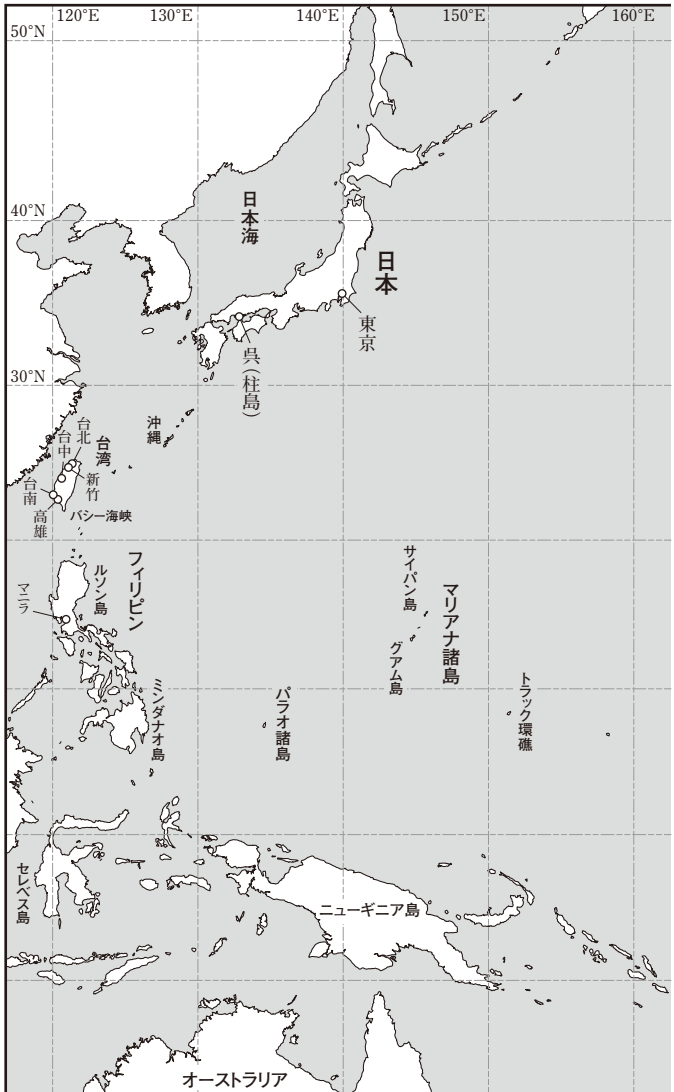 120°E
130°E
140°E
150°E
160°E
50°N
40°N
30°N
日本海
日本
東京
呉(柱島)
沖縄
台北
台中
台湾
新竹
台南
高雄
バシー海峡
フィリピン
ルソン島
マニラ
サイパン島
マリアナ諸島
グアム島
ミンダナオ島
パラオ諸島
トラック環礁
セレベス島
ニューギニア島
オーストラリア